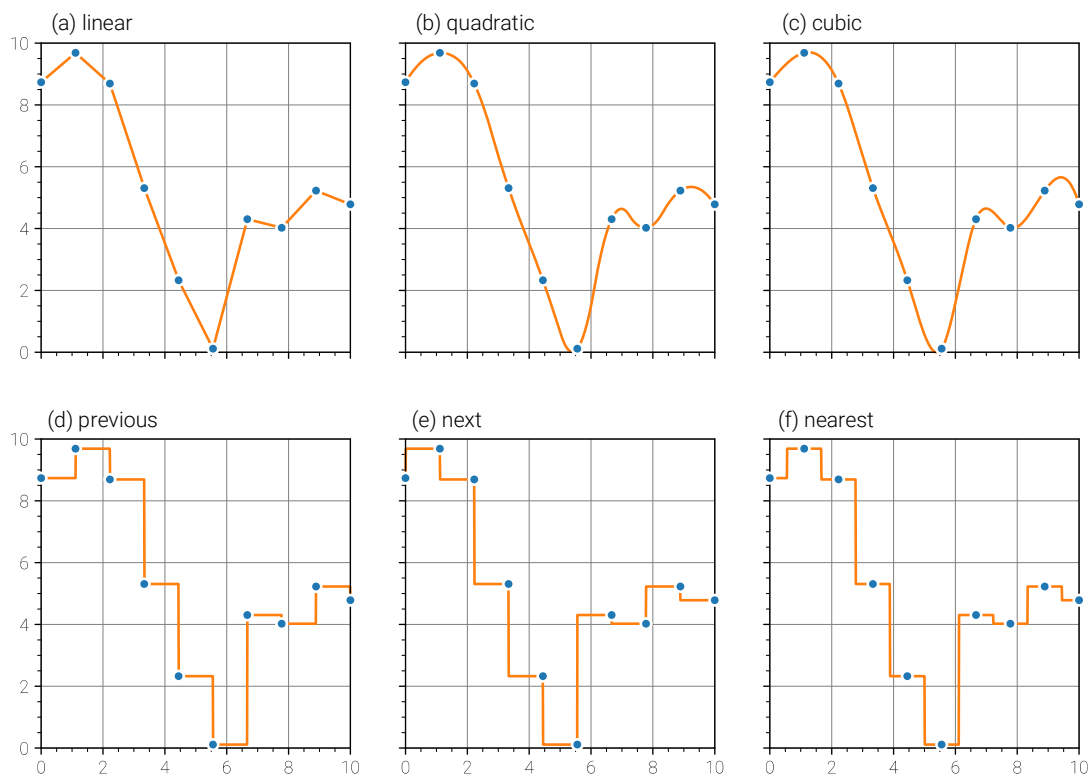 (a) linear
(b) quadratic
(c) cubic
10
8
6
4
2
0
(d) previous
(e) next
(f) nearest
10
8
6
4
2
0
0 2 4 6 8 10
0 2 4 6 8 10
0 2 4 6 8 10